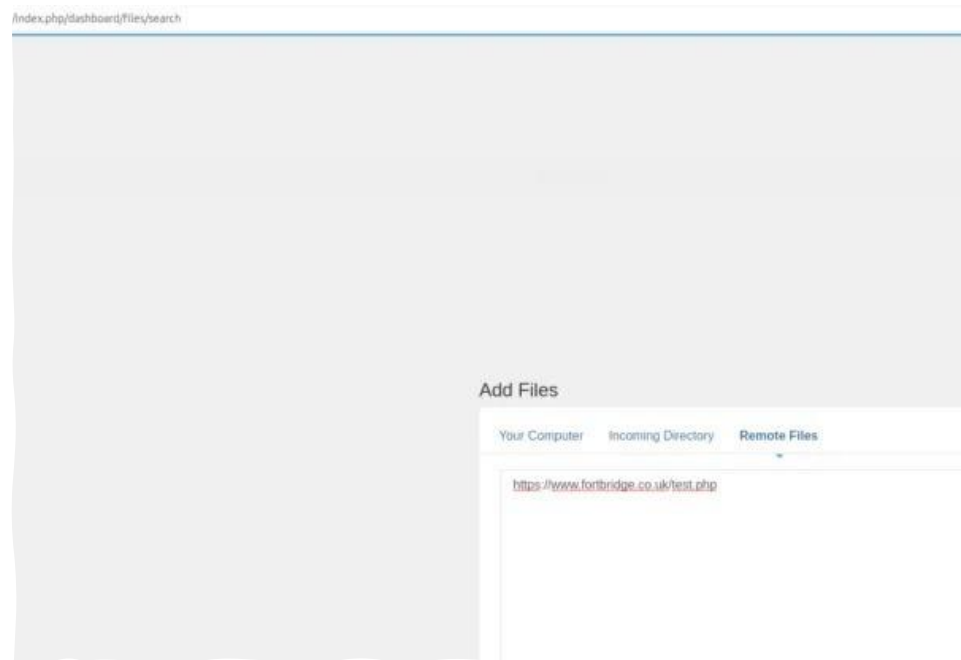 /index.php/dashboard/files/search
Add Files
Your Computer Incoming Directory Remote Files
https://www.fortbridge.co.uk/test.php